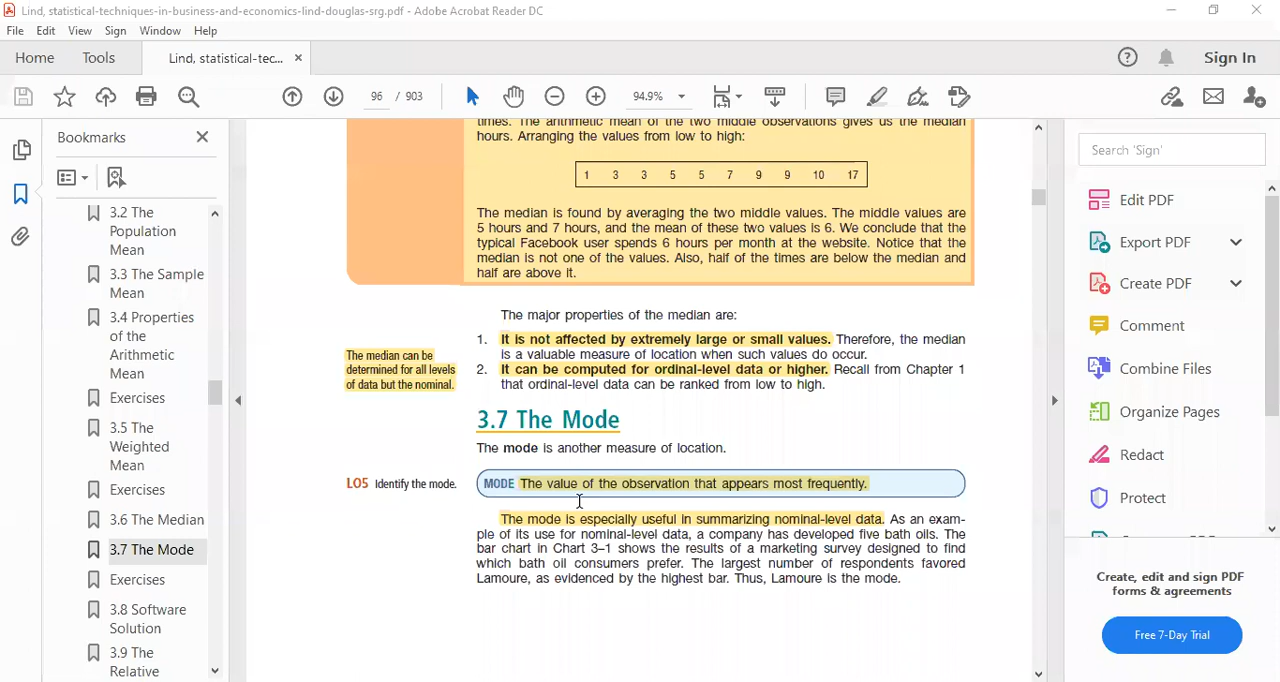 Lind, statistical-techniques-in-business-and-economics-lind-douglas-srg.pdf - Adobe Acrobat Reader DC
File Edit View Sign Window Help
Home Tools Lind, statistical-tec... × Sign In
96 / 903 94.9%
Bookmarks
3.2 The
Population
Mean
3.3 The Sample
Mean
3.4 Properties
of the
Arithmetic
Mean
Exercises
3.5 The
Weighted
Mean
Exercises
3.6 The Median
3.7 The Mode
Exercises
3.8 Software
Solution
3.9 The
Relative
times. The arithmetic mean of the two middle observations gives us the median
hours. Arranging the values from low to high:
1 3 3 5 5 7 9 9 10 17
The median is found by averaging the two middle values. The middle values are
5 hours and 7 hours, and the mean of these two values is 6. We conclude that the
typical Facebook user spends 6 hours per month at the website. Notice that the
median is not one of the values. Also, half of the times are below the median and
half are above it.
The major properties of the median are:
1. It is not affected by extremely large or small values. Therefore, the median
is a valuable measure of location when such values do occur.
2. It can be computed for ordinal-level data or higher. Recall from Chapter 1
that ordinal-level data can be ranked from low to high.
The median can be
determined for all levels
of data but the nominal.
3.7 The Mode
The mode is another measure of location.
LO5 Identify the mode.
MODE The value of the observation that appears most frequently.
The mode is especially useful in summarizing nominal-level data. As an exam-
ple of its use for nominal-level data, a company has developed five bath oils. The
bar chart in Chart 3–1 shows the results of a marketing survey designed to find
which bath oil consumers prefer. The largest number of respondents favored
Lamoure, as evidenced by the highest bar. Thus, Lamoure is the mode.
Search 'Sign'
Edit PDF
Export PDF
Create PDF
Comment
Combine Files
Organize Pages
Redact
Protect
Create, edit and sign PDF
forms & agreements
Free 7-Day Trial